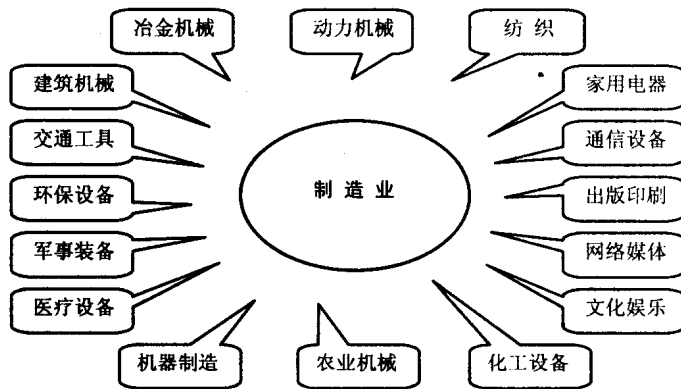 冶金机械 动力机械 纺 织
建筑机械 家用电器
交通工具 通信设备
制 造 业
环保设备 出版印刷
军事装备 网络媒体
医疗设备 文化娱乐
机器制造 农业机械 化工设备